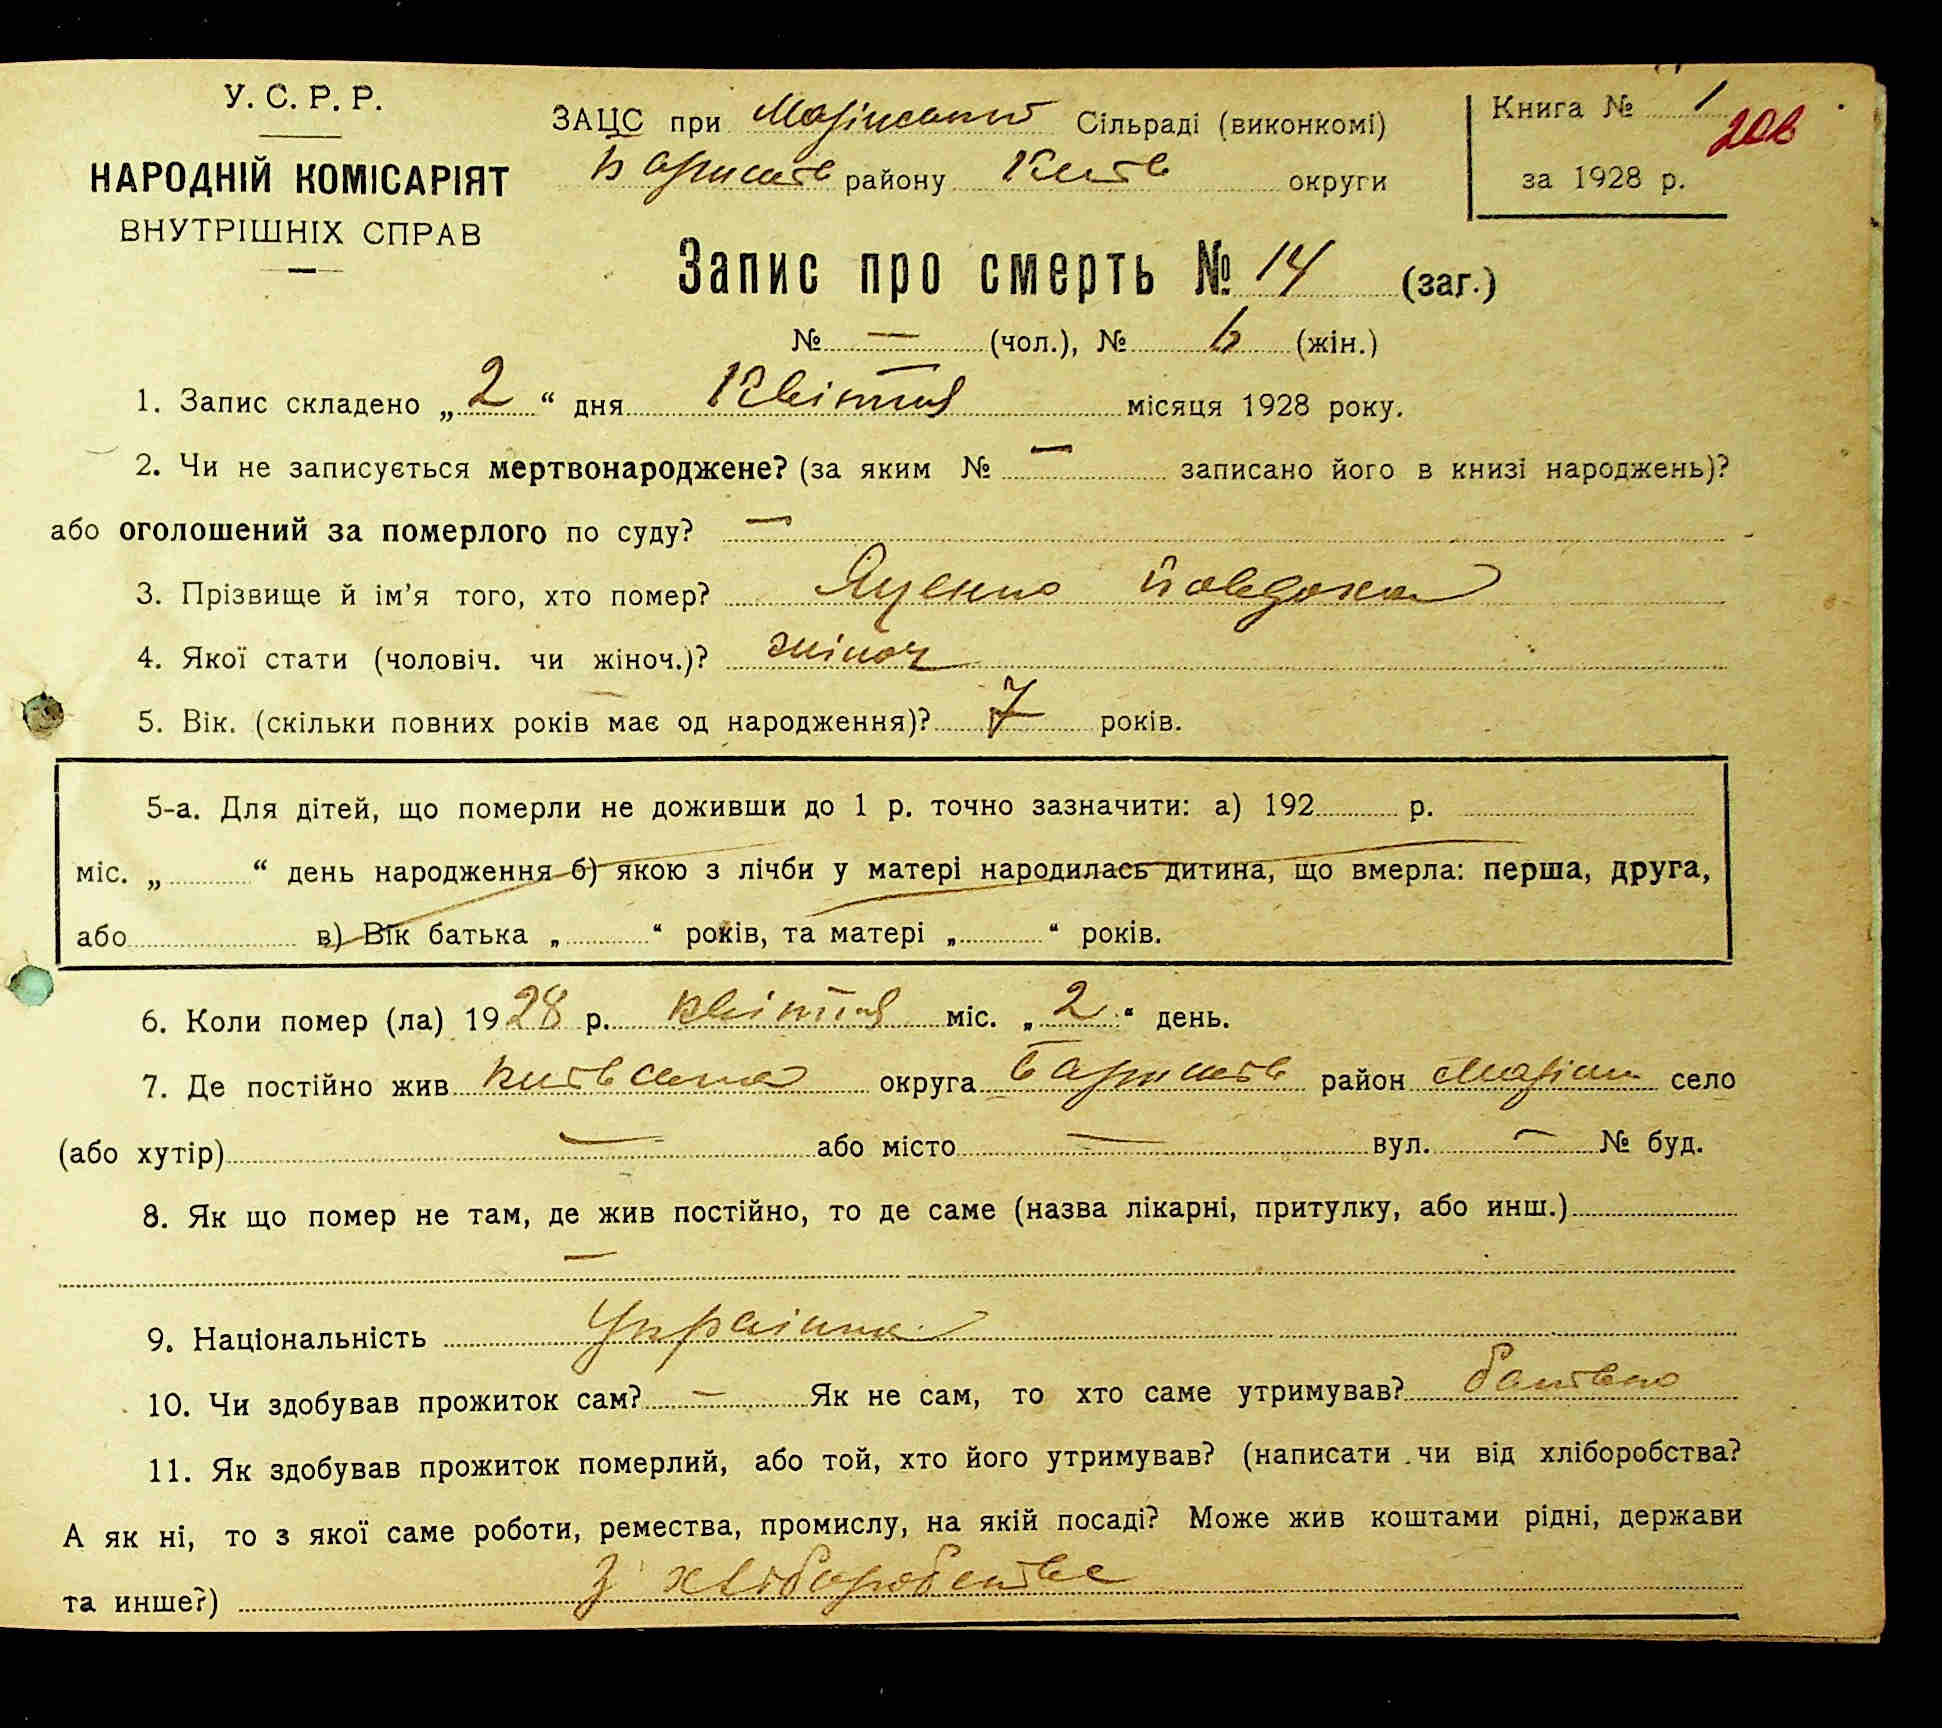 У. С. Р. Р.
НАРОДНІЙ КОМІСАРІЯТ
ВНУТРІШНІХ СПРАВ
ЗАЦС при Сільраді (виконкомі)
району Київ округи
Книга № 1
за 1928 р.
Запис про смерть № 14 (заг.)
№ — (чол.), № (жін.)
1. Запис складено „ 2 “ дня Квітня місяця 1928 року.
2. Чи не записується мертвонароджене? (за яким № — записано його в книзі народжень)?
або оголошений за померлого по суду? —
3. Прізвище й ім’я того, хто помер? Яценко Йовдоха
4. Якої стати (чоловіч. чи жіноч.)? жіноч
5. Вік. (скільки повних років має од народження)? 7 років.
5-а. Для дітей, що померли не доживши до 1 р. точно зазначити: а) 192 р.
міс. „ “ день народження б) якою з лічби у матері народилась дитина, що вмерла: перша, друга,
або в) Вік батька „ “ років, та матері „ “ років.
6. Коли помер (ла) 1928 р. квітня міс. „ 2 “ день.
7. Де постійно жив Київська округа район село
(або хутір) — або місто — вул. — № буд.
8. Як що помер не там, де жив постійно, то де саме (назва лікарні, притулку, або инш.)
—
9. Національність Українка
10. Чи здобував прожиток сам? — Як не сам, то хто саме утримував? батько
11. Як здобував прожиток померлий, або той, хто його утримував? (написати чи від хліборобства?
А як ні, то з якої саме роботи, ремества, промислу, на якій посаді? Може жив коштами рідні, держави
та инше?) З хліборобства